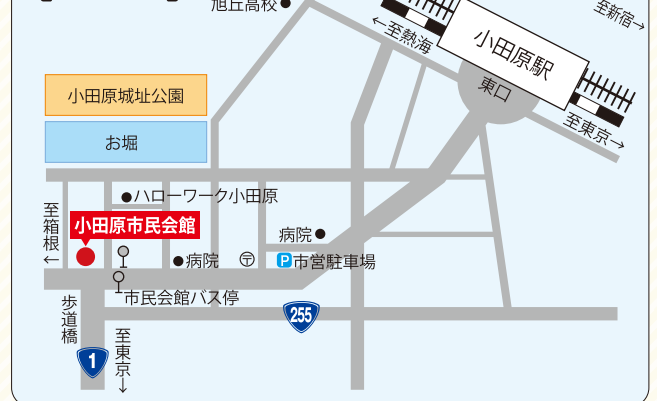 旭丘高校
至新宿→
←至熱海
小田原駅
東口
至東京→
小田原城址公園
お堀
ハローワーク小田原
至箱根←
小田原市民会館
病院
病院
〒
P市営駐車場
市民会館バス停
歩道橋
255
1
至東京→